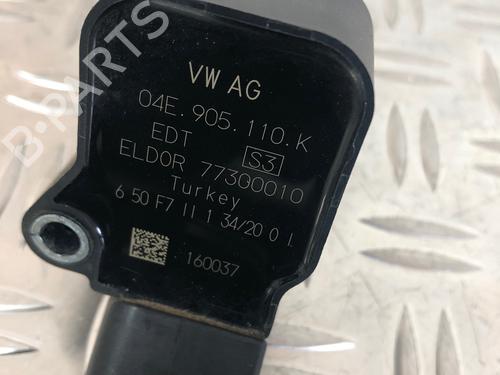 B-PARTS
VW AG
04E.905.110.K
EDT S3
ELDOR 77300010
Turkey
6 50 F7 II 1 34/20 0 I
160037